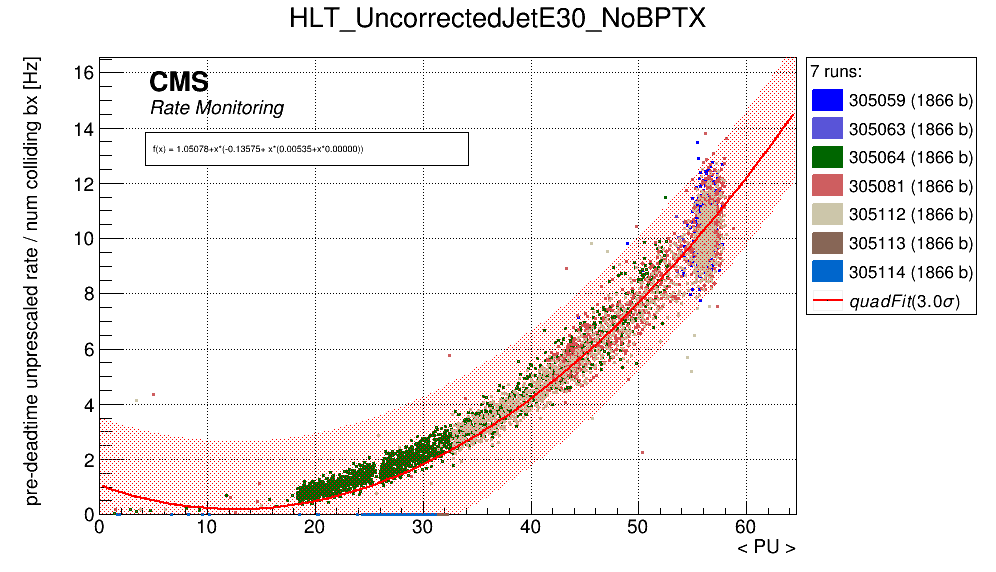 HLT_UncorrectedJetE30_NoBPTX
pre-deadtime unprescaled rate / num colliding bx [Hz]
16
14
12
10
8
6
4
2
0
CMS
Rate Monitoring
f(x) = 1.05078+x*(-0.13575+ x*(0.00535+x*0.00000))
0 10 20 30 40 50 60
< PU >
7 runs:
305059 (1866 b)
305063 (1866 b)
305064 (1866 b)
305081 (1866 b)
305112 (1866 b)
305113 (1866 b)
305114 (1866 b)
quadFit(3.0σ)